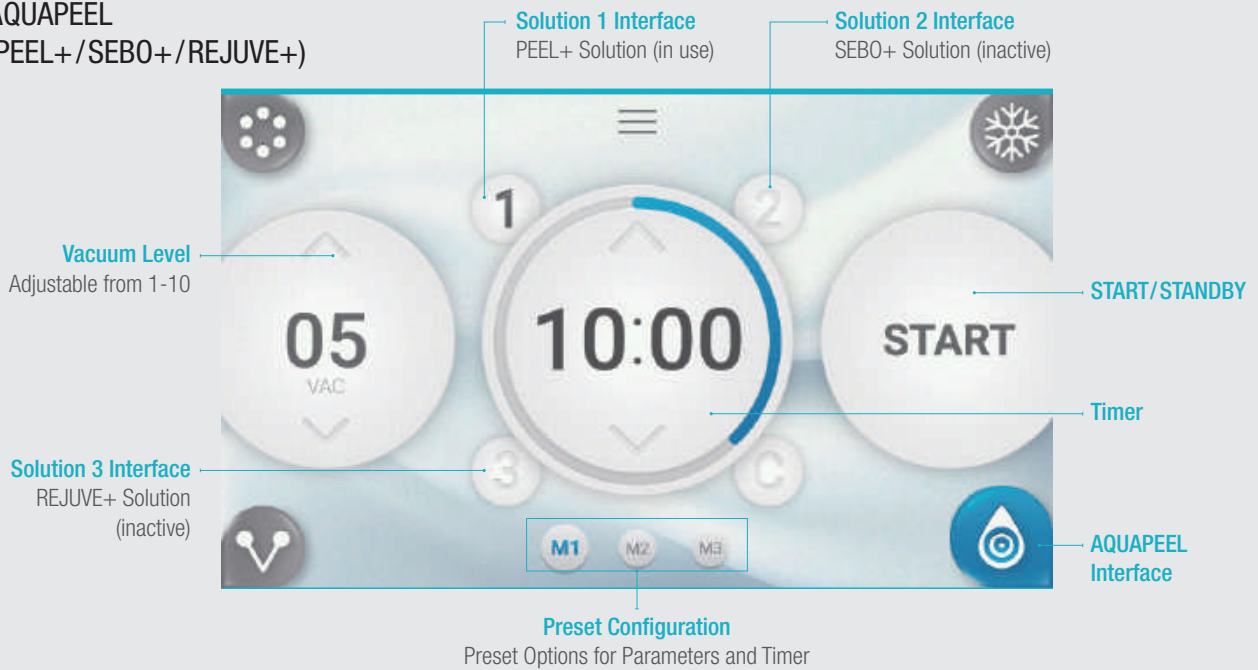 AQUAPEEL
PEEL+/SEBO+/REJUVE+)
Solution 1 Interface
PEEL+ Solution (in use)
Solution 2 Interface
SEBO+ Solution (inactive)
1
2
Vacuum Level
Adjustable from 1-10
05
VAC
10:00
START
START/STANDBY
Timer
Solution 3 Interface
REJUVE+ Solution
(inactive)
3
C
M1 M2 M3
AQUAPEEL
Interface
Preset Configuration
Preset Options for Parameters and Timer